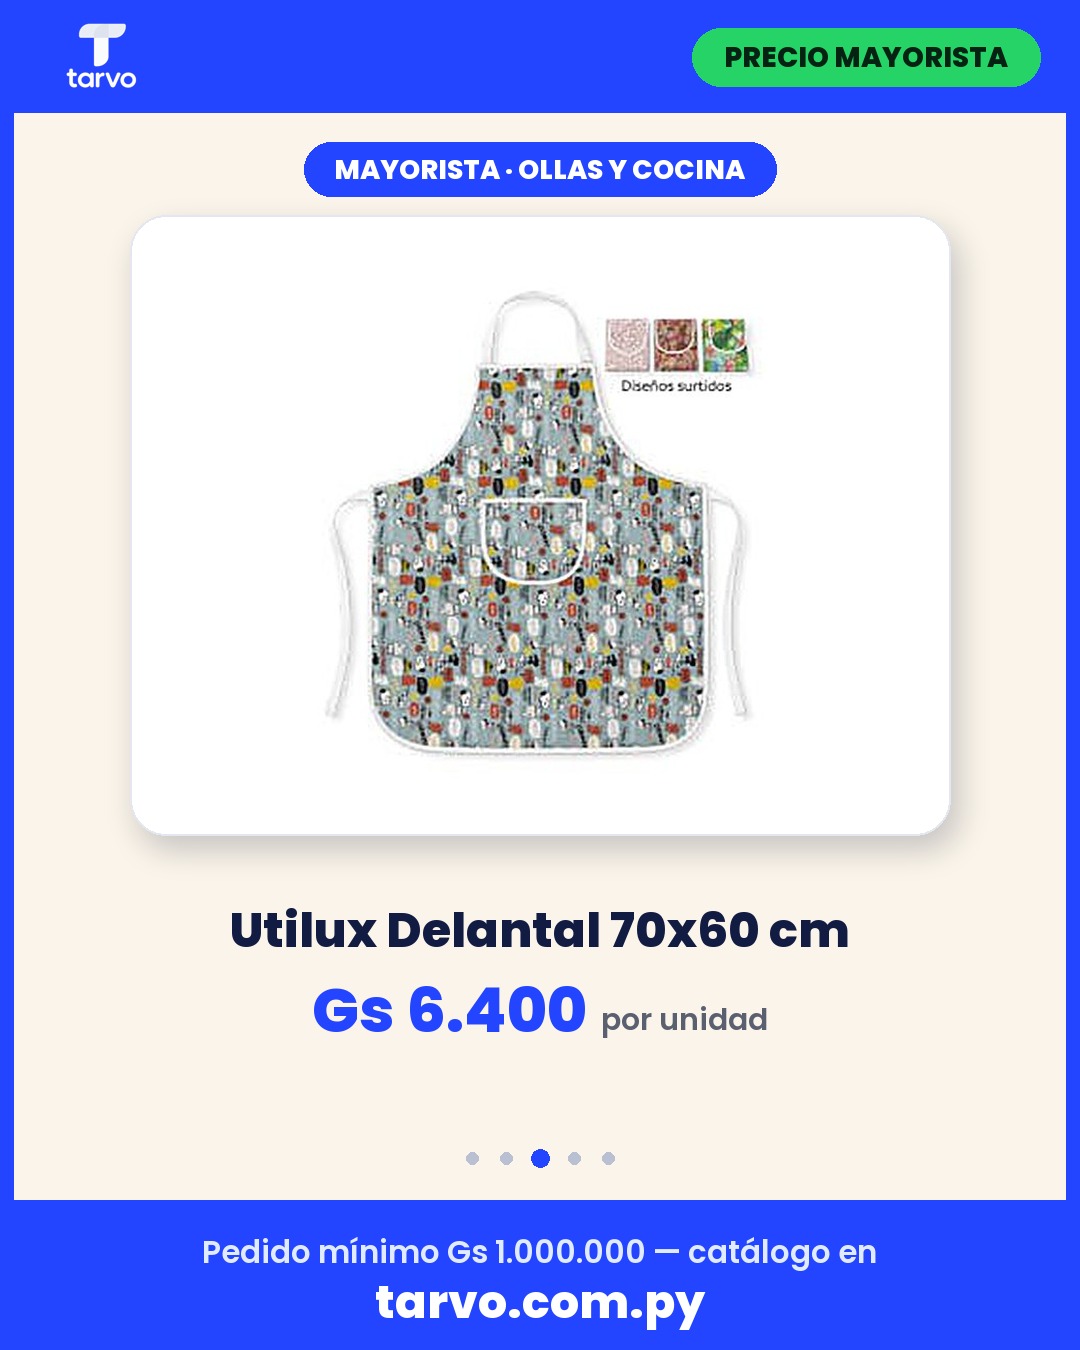 tarvo
PRECIO MAYORISTA
MAYORISTA · OLLAS Y COCINA
Diseños surtidos
Utilux Delantal 70x60 cm
Gs 6.400 por unidad
Pedido mínimo Gs 1.000.000 — catálogo en
tarvo.com.py